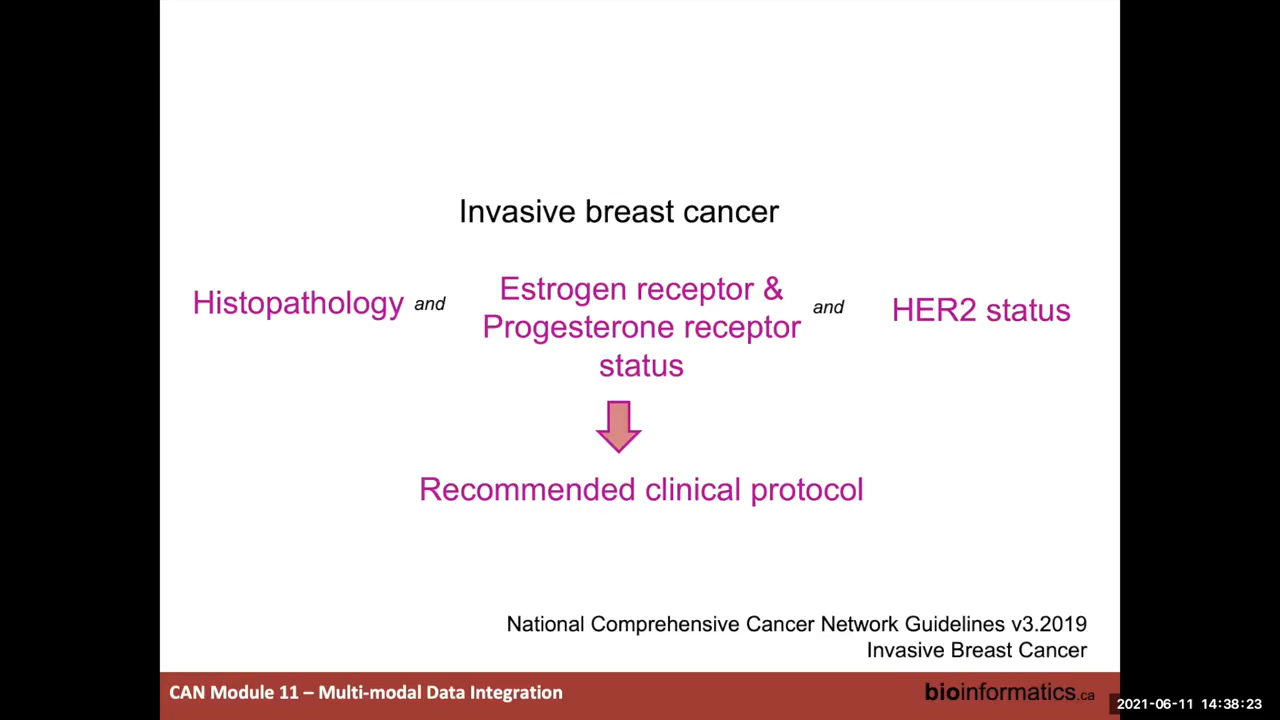 Invasive breast cancer
Histopathology and Estrogen receptor & Progesterone receptor status and HER2 status
Recommended clinical protocol
National Comprehensive Cancer Network Guidelines v3.2019
Invasive Breast Cancer
CAN Module 11 – Multi-modal Data Integration
bioinformatics.ca
2021-06-11 14:38:23